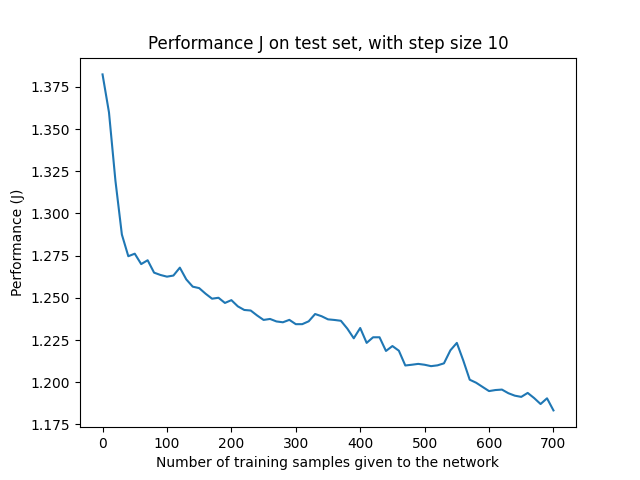 Performance J on test set, with step size 10
Performance (J)
1.375
1.350
1.325
1.300
1.275
1.250
1.225
1.200
1.175
0 100 200 300 400 500 600 700
Number of training samples given to the network